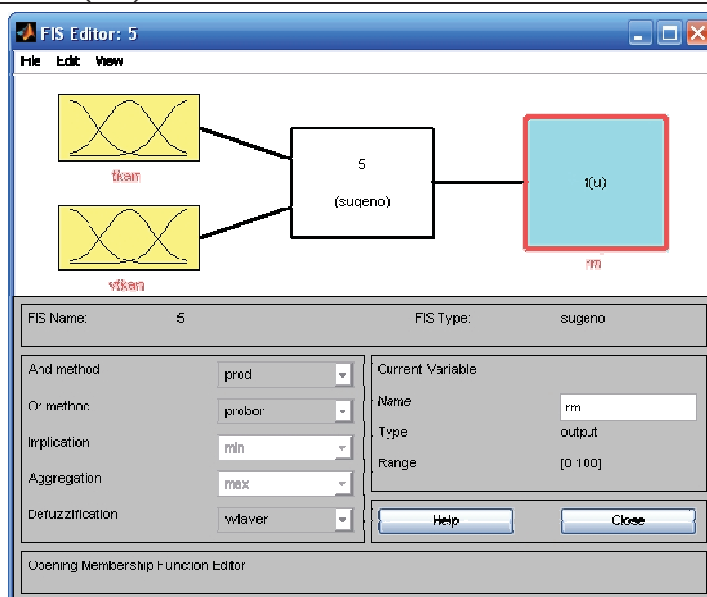 FIS Editor: 5
File Edit View
5
(sugeno)
f(u)
tkam
vtkam
rm
FIS Name: 5 FIS Type: sugeno
And method prod
Or method probor
Implication min
Aggregation max
Defuzzification wtaver
Current Variable
Name rm
Type output
Range [0 100]
Help Close
Opening Membership Function Editor